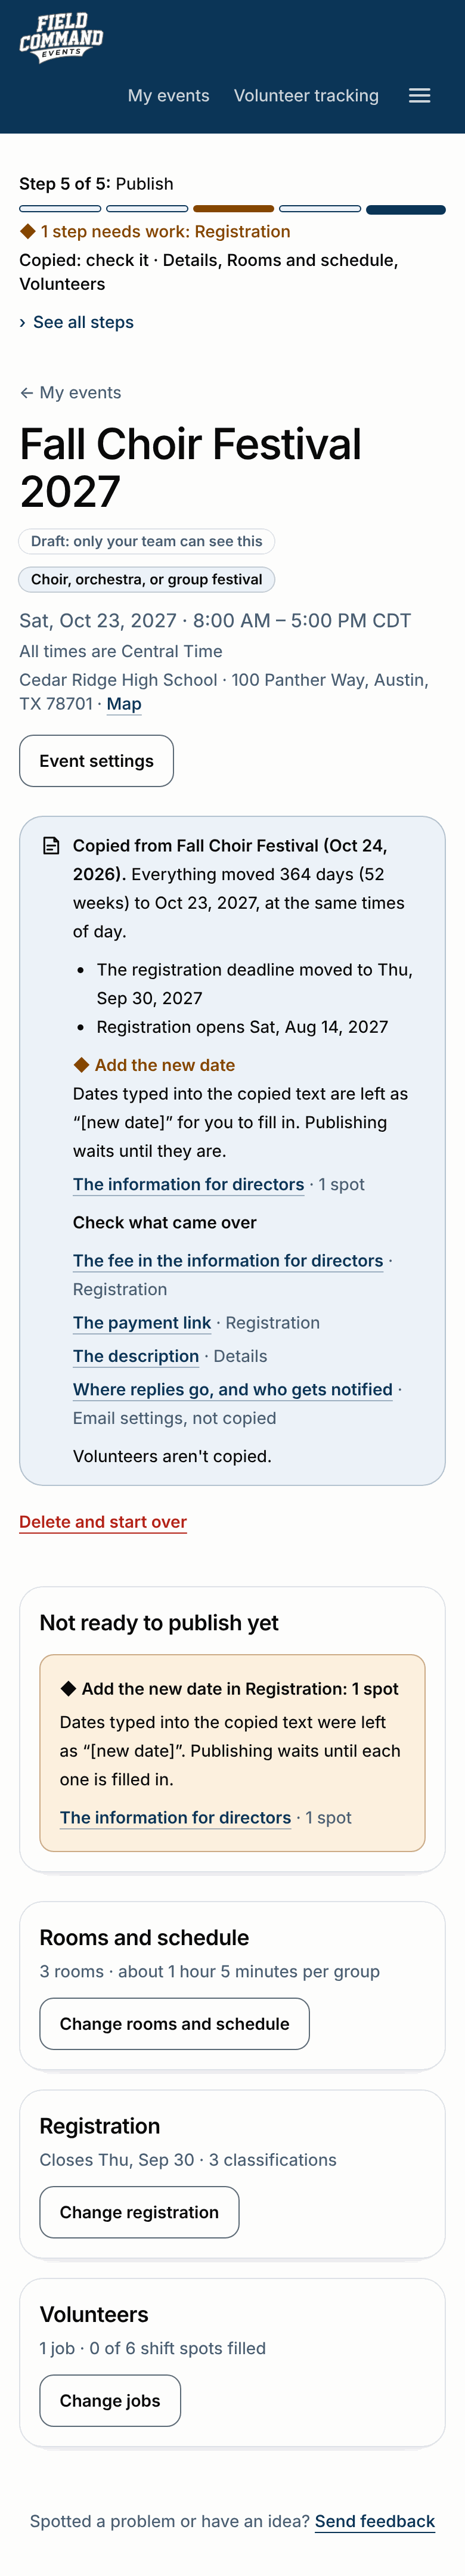 FIELD
COMMAND
EVENTS
My events Volunteer tracking
Step 5 of 5: Publish
◆ 1 step needs work: Registration
Copied: check it · Details, Rooms and schedule,
Volunteers
› See all steps
← My events
Fall Choir Festival
2027
Draft: only your team can see this
Choir, orchestra, or group festival
Sat, Oct 23, 2027 · 8:00 AM – 5:00 PM CDT
All times are Central Time
Cedar Ridge High School · 100 Panther Way, Austin,
TX 78701 · Map
Event settings
Copied from Fall Choir Festival (Oct 24,
2026). Everything moved 364 days (52
weeks) to Oct 23, 2027, at the same times
of day.
• The registration deadline moved to Thu,
Sep 30, 2027
• Registration opens Sat, Aug 14, 2027
◆ Add the new date
Dates typed into the copied text are left as
“[new date]” for you to fill in. Publishing
waits until they are.
The information for directors · 1 spot
Check what came over
The fee in the information for directors ·
Registration
The payment link · Registration
The description · Details
Where replies go, and who gets notified ·
Email settings, not copied
Volunteers aren't copied.
Delete and start over
Not ready to publish yet
◆ Add the new date in Registration: 1 spot
Dates typed into the copied text were left
as “[new date]”. Publishing waits until each
one is filled in.
The information for directors · 1 spot
Rooms and schedule
3 rooms · about 1 hour 5 minutes per group
Change rooms and schedule
Registration
Closes Thu, Sep 30 · 3 classifications
Change registration
Volunteers
1 job · 0 of 6 shift spots filled
Change jobs
Spotted a problem or have an idea? Send feedback